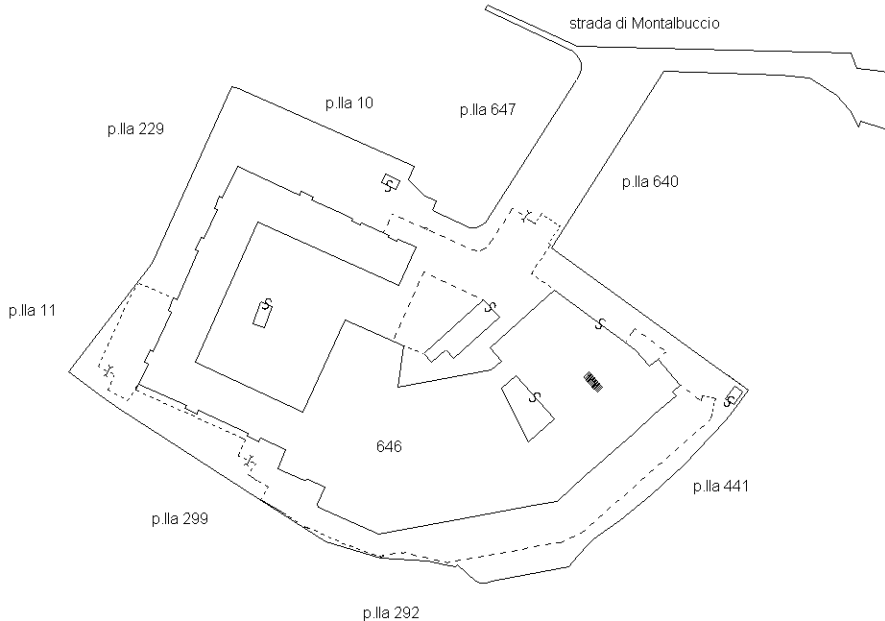 strada di Montalbuccio
p.lla 10
p.lla 647
p.lla 229
p.lla 640
p.lla 11
646
p.lla 441
p.lla 299
p.lla 292